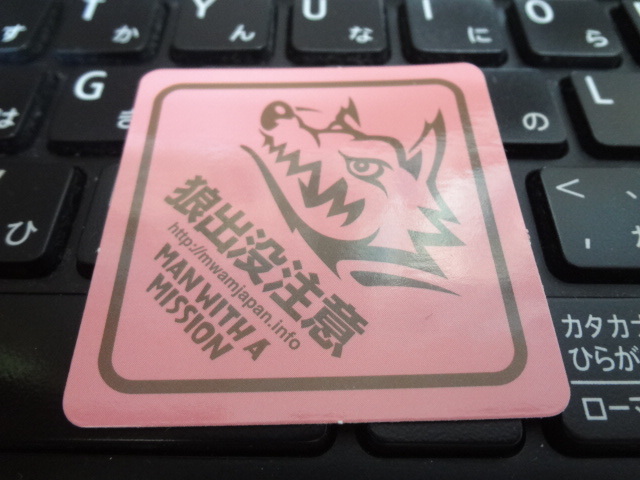 T Y U I O
す か ん な に ら
G L
は ま の
ひ
<
、
狼出没注意
http://mwamjapan.info
MAN WITH A
MISSION
カタカナ
ひらが
ローマ